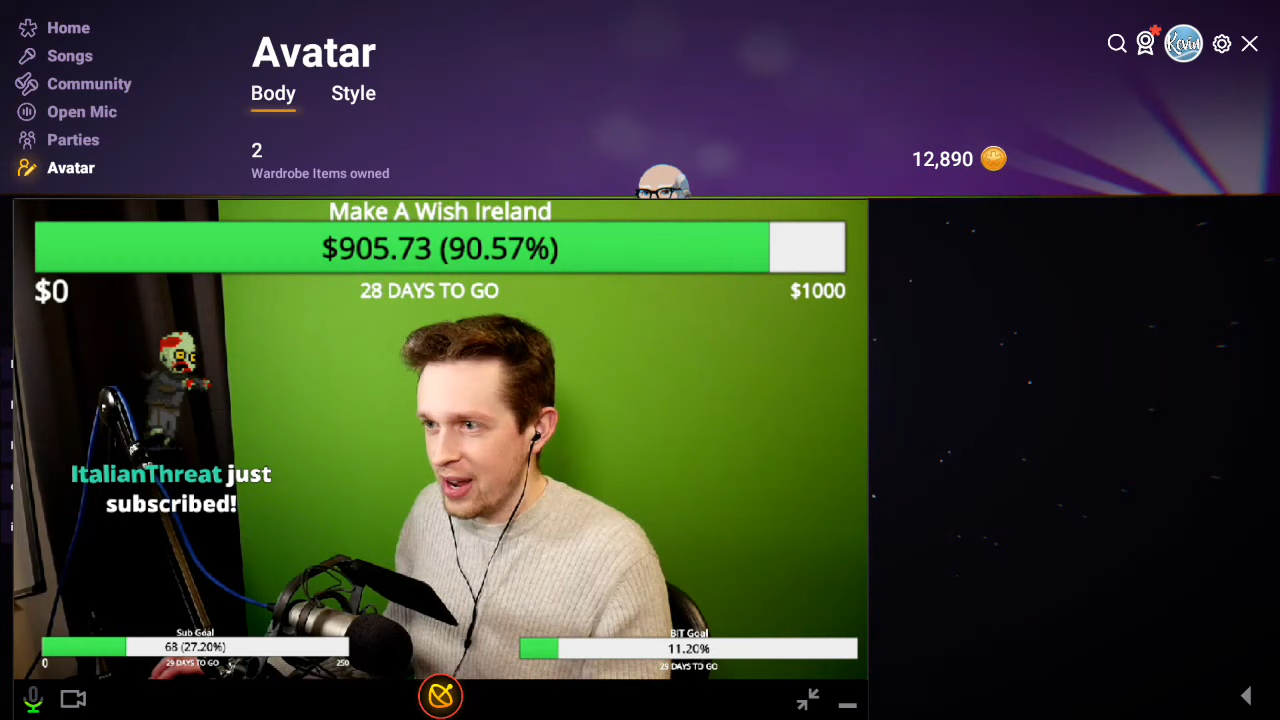 Home
Songs
Community
Open Mic
Parties
Avatar
Avatar
Body Style
2
Wardrobe Items owned
Kevin
12,890
Make A Wish Ireland
$905.73 (90.57%)
$0 28 DAYS TO GO $1000
ItalianThreat just
subscribed!
Sub Goal
68 (27.20%)
0 29 DAYS TO GO 250
BIT Goal
11.20%
29 DAYS TO GO